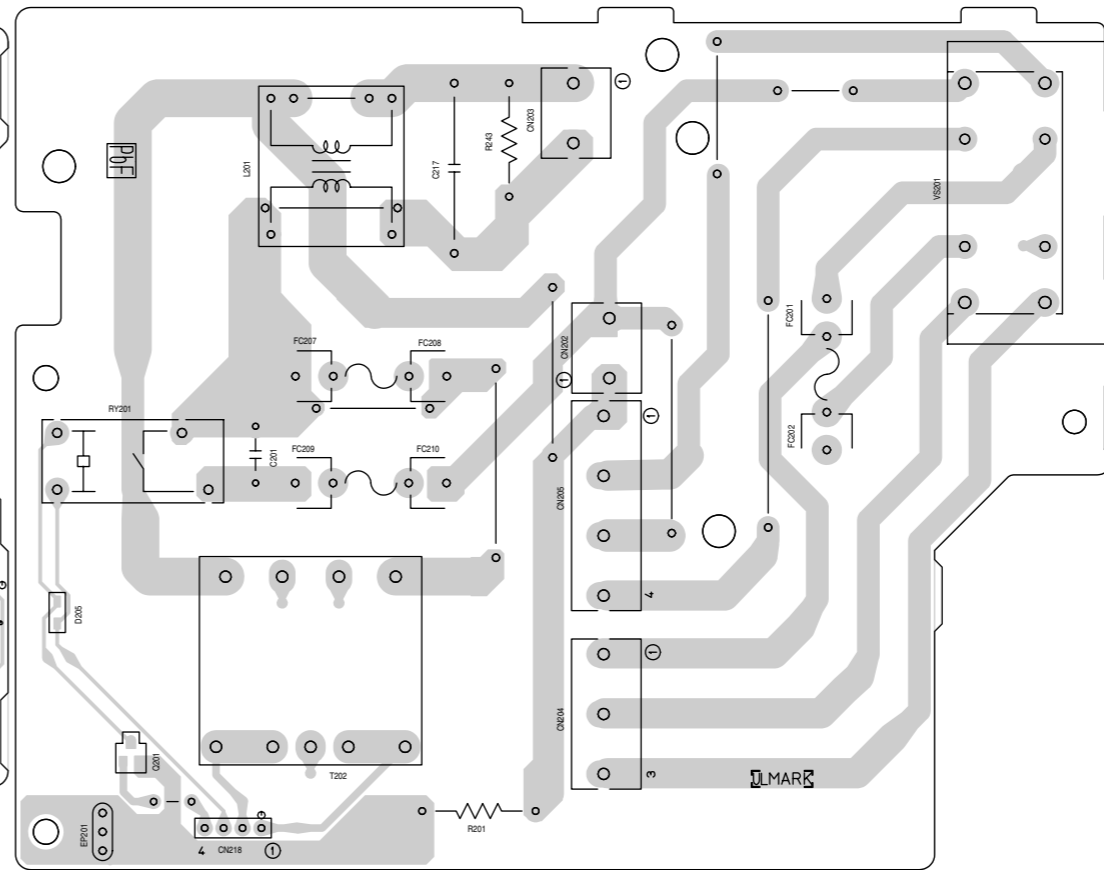 PbF
L201
C217
R243
CN203
1
VS201
FC201
FC202
CN202
1
FC207
FC208
RY201
C201
FC209
FC210
1
CN205
4
D205
1
CN204
3
Q201
T202
ULMARK
EP201
R201
4
CN218
1